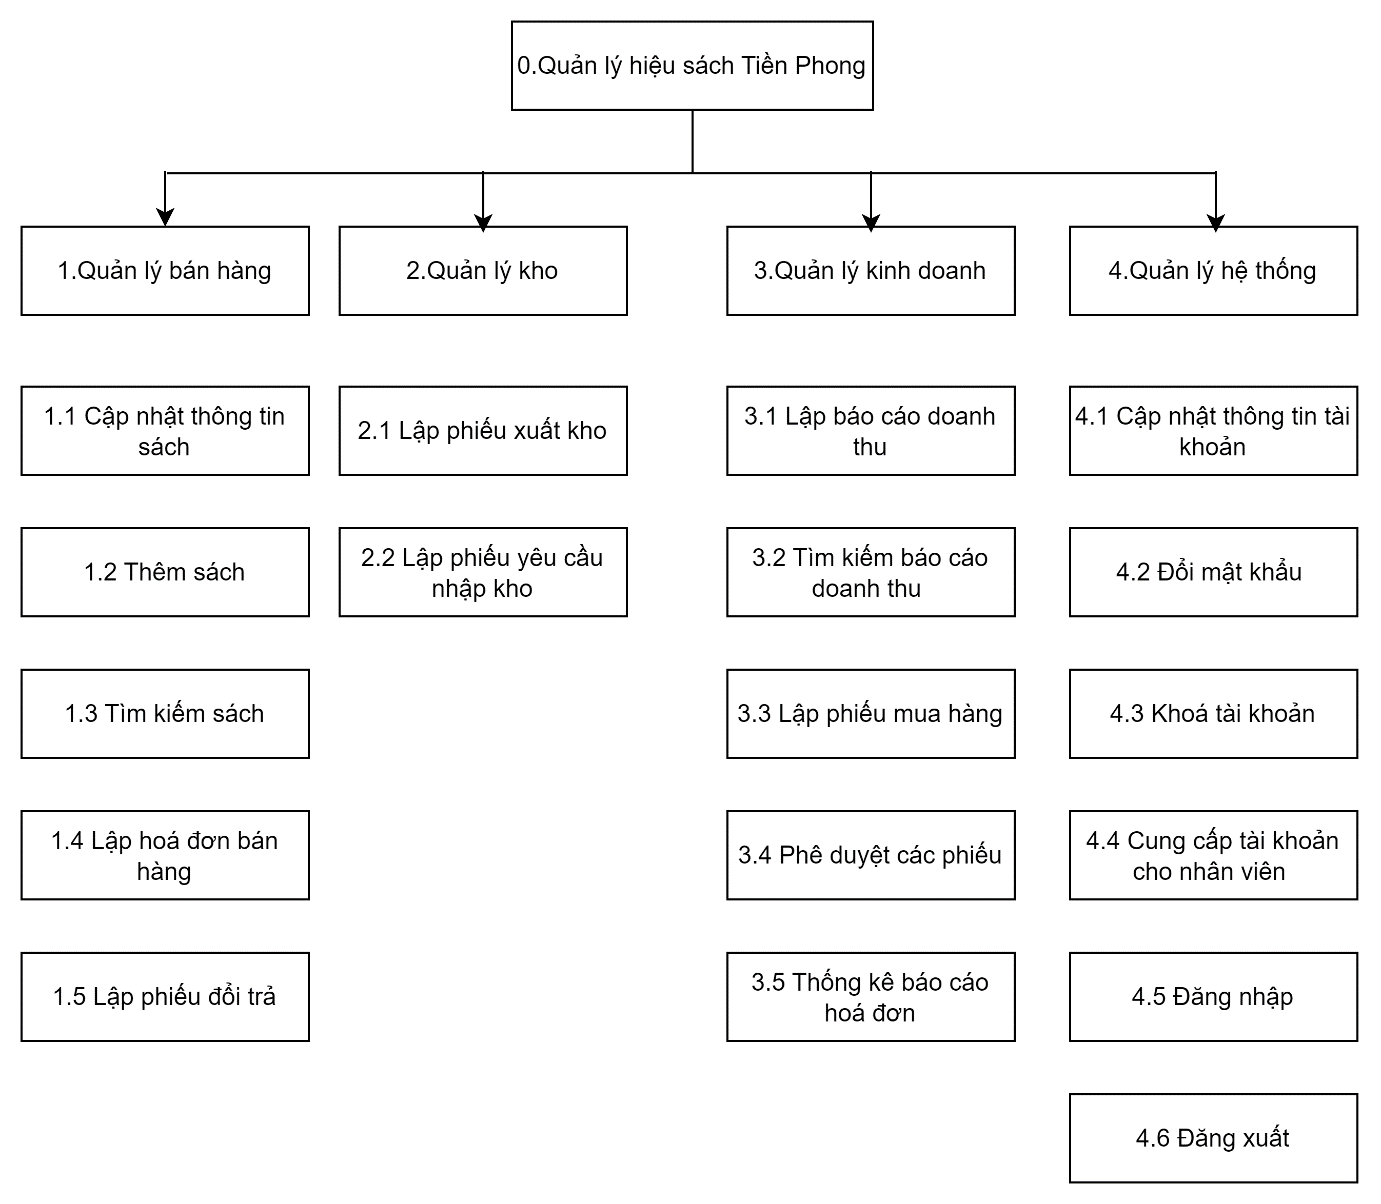 0.Quản lý hiệu sách Tiền Phong
1.Quản lý bán hàng
2.Quản lý kho
3.Quản lý kinh doanh
4.Quản lý hệ thống
1.1 Cập nhật thông tin
sách
2.1 Lập phiếu xuất kho
3.1 Lập báo cáo doanh
thu
4.1 Cập nhật thông tin tài
khoản
1.2 Thêm sách
2.2 Lập phiếu yêu cầu
nhập kho
3.2 Tìm kiếm báo cáo
doanh thu
4.2 Đổi mật khẩu
1.3 Tìm kiếm sách
3.3 Lập phiếu mua hàng
4.3 Khoá tài khoản
1.4 Lập hoá đơn bán
hàng
3.4 Phê duyệt các phiếu
4.4 Cung cấp tài khoản
cho nhân viên
1.5 Lập phiếu đổi trả
3.5 Thống kê báo cáo
hoá đơn
4.5 Đăng nhập
4.6 Đăng xuất